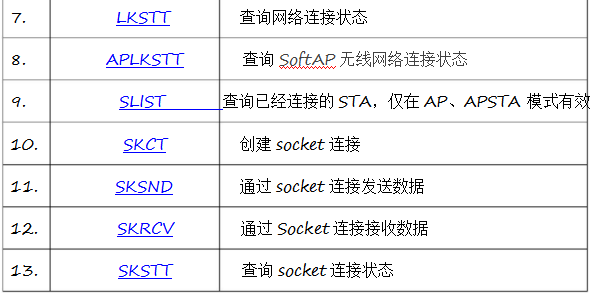 7. LKSTT 查询网络连接状态
8. APLKSTT 查询 SoftAP 无线网络连接状态
9. SLIST 查询已经连接的 STA，仅在 AP、APSTA 模式有效
10. SKCT 创建 socket 连接
11. SKSND 通过 socket 连接发送数据
12. SKRCV 通过 Socket 连接接收数据
13. SKSTT 查询 socket 连接状态